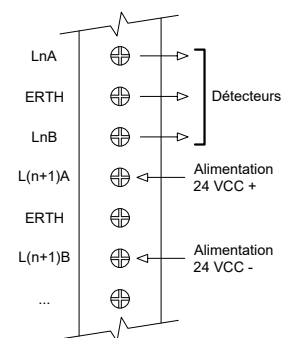 LnA
ERTH
Détecteurs
LnB
L(n+1)A
Alimentation
24 VCC +
ERTH
L(n+1)B
Alimentation
24 VCC -
...